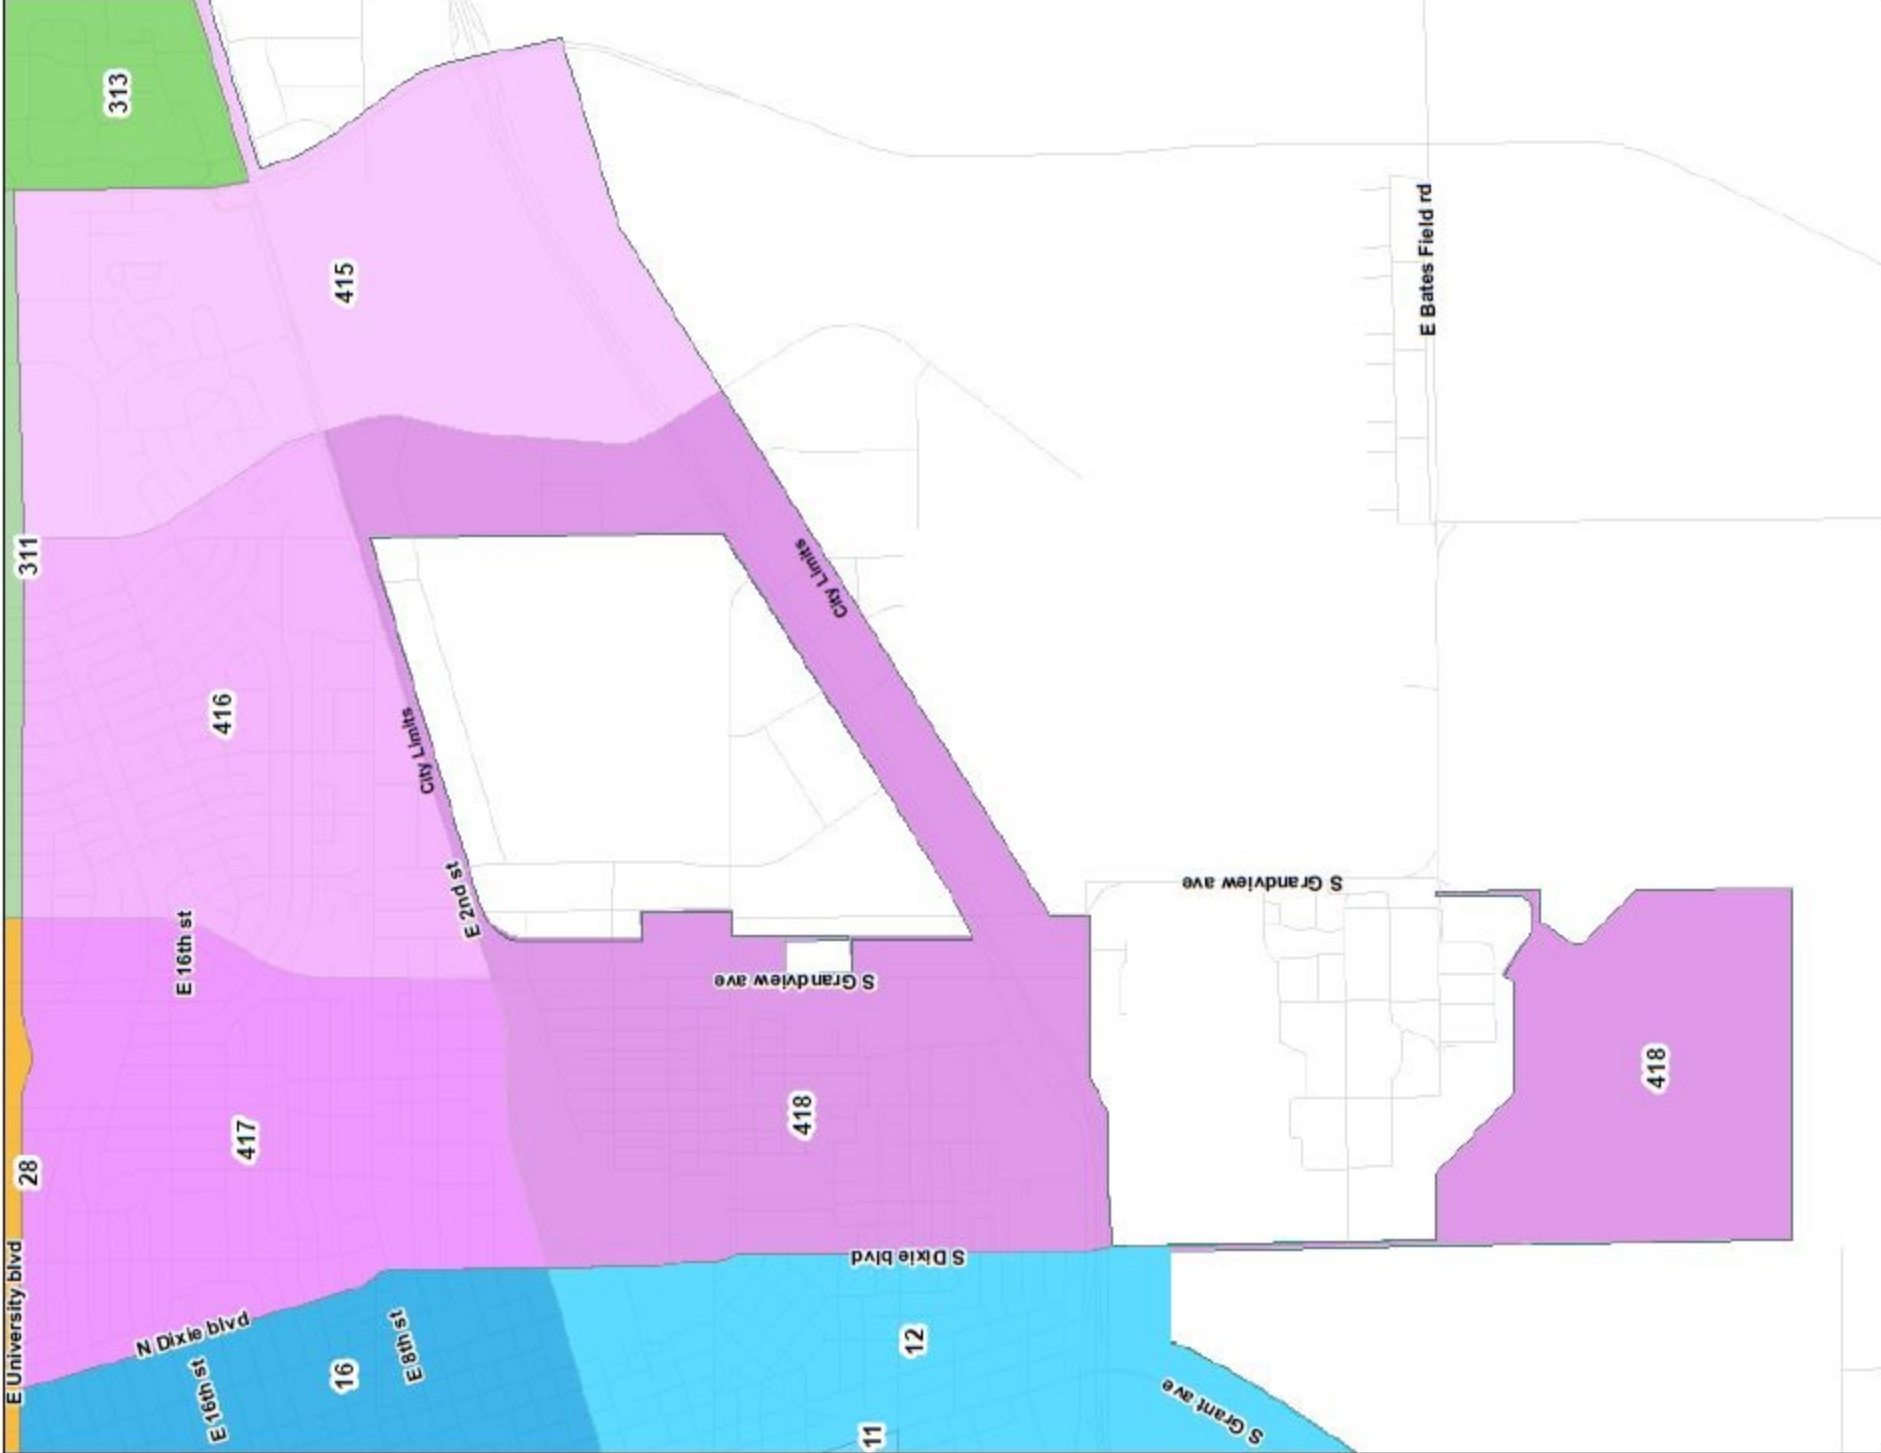 313
415
E Bates Field rd
311
City Limits
416
City Limits
E 2nd st
S Grandview ave
E 16th st
S Grandview ave
418
418
417
28
E University blvd
S Dixie blvd
N Dixie blvd
E 8th st
E 16th st
16
12
S Grant ave
11